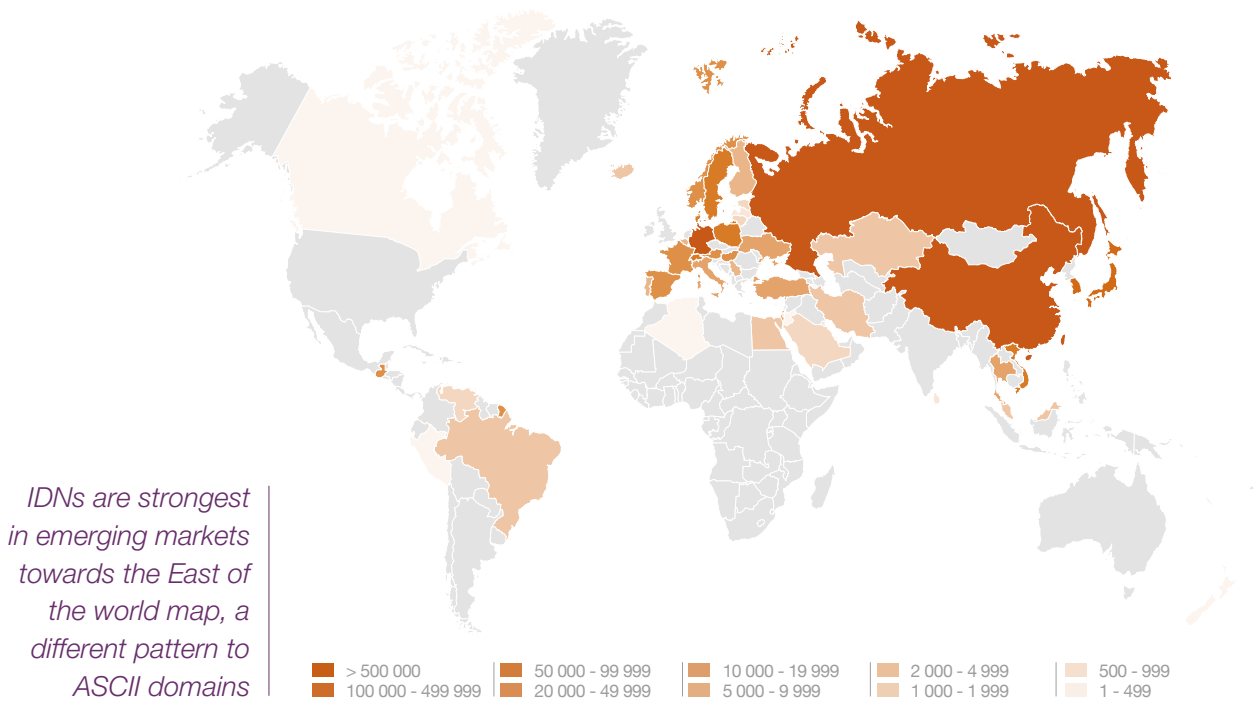 IDNs are strongest
in emerging markets
towards the East of
the world map, a
different pattern to
ASCII domains
> 500 000
100 000 - 499 999
50 000 - 99 999
20 000 - 49 999
10 000 - 19 999
5 000 - 9 999
2 000 - 4 999
1 000 - 1 999
500 - 999
1 - 499